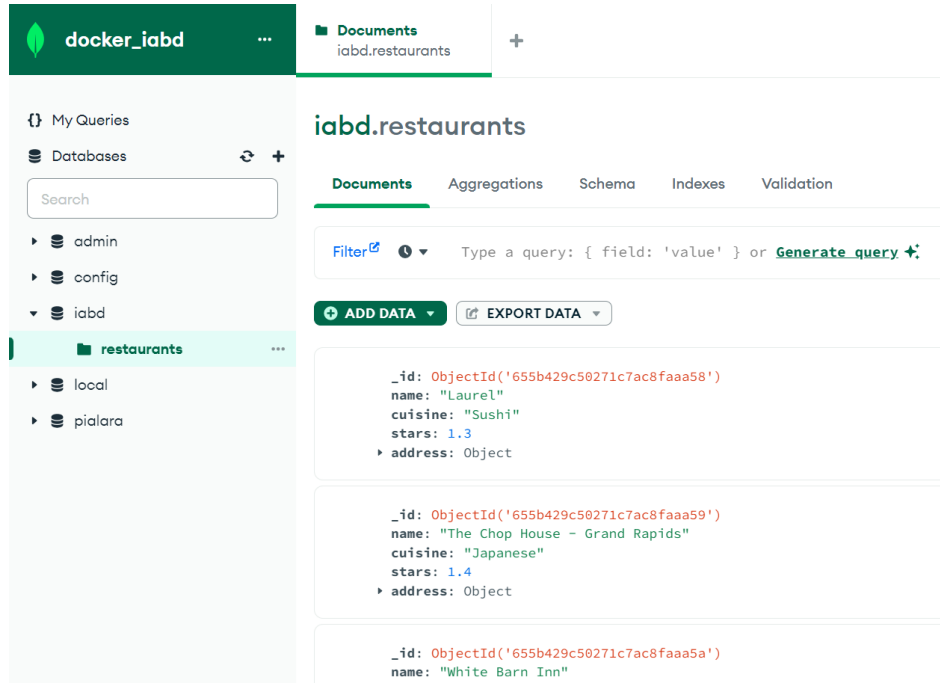 docker_iabd
Documents
iabd.restaurants
{} My Queries
Databases
Search
admin
config
iabd
restaurants
local
pialara
iabd.restaurants
Documents Aggregations Schema Indexes Validation
Filter Type a query: { field: 'value' } or Generate query
ADD DATA EXPORT DATA
_id: ObjectId('655b429c50271c7ac8faaa58')
name: "Laurel"
cuisine: "Sushi"
stars: 1.3
address: Object
_id: ObjectId('655b429c50271c7ac8faaa59')
name: "The Chop House - Grand Rapids"
cuisine: "Japanese"
stars: 1.4
address: Object
_id: ObjectId('655b429c50271c7ac8faaa5a')
name: "White Barn Inn"